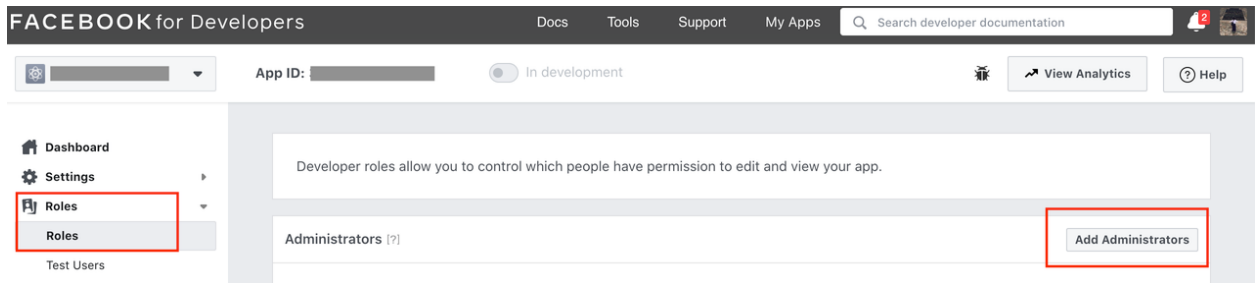 FACEBOOK for Developers Docs Tools Support My Apps Search developer documentation 2
App ID: In development View Analytics ? Help
Dashboard
Settings
Roles
Roles
Test Users
Developer roles allow you to control which people have permission to edit and view your app.
Administrators [?] Add Administrators